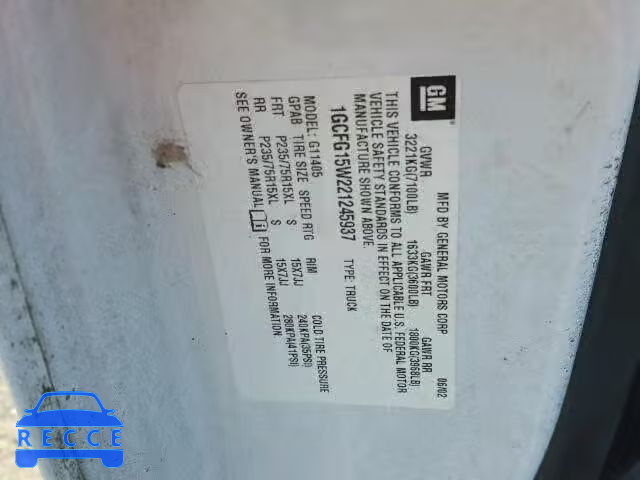 GM
MFD BY GENERAL MOTORS CORP 06/02
GVWR GAWR FRT GAWR RR
3221KG(7100LB) 1633KG(3600LB) 1800KG(3968LB)
THIS VEHICLE CONFORMS TO ALL APPLICABLE U.S. FEDERAL MOTOR
VEHICLE SAFETY STANDARDS IN EFFECT ON THE DATE OF
MANUFACTURE SHOWN ABOVE.
1GCFG15W221245937 TYPE: TRUCK
MODEL: G11405
GPAB TIRE SIZE SPEED RTG RIM COLD TIRE PRESSURE
FRT P235/75R15XL S 15X7JJ 240KPA(35PSI)
RR P235/75R15XL S 15X7JJ 280KPA(41PSI)
SEE OWNER'S MANUAL FOR MORE INFORMATION
RECCE